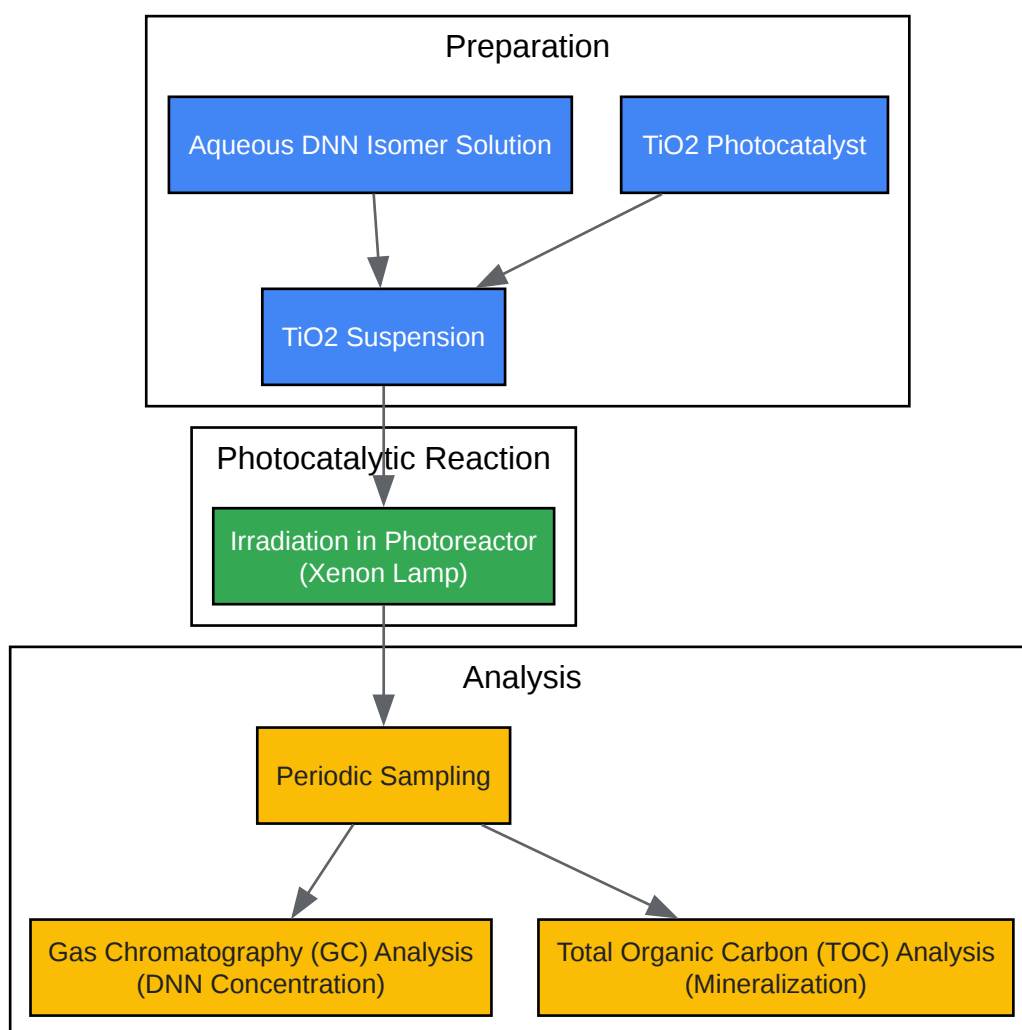 Preparation
Aqueous DNN Isomer Solution
TiO2 Photocatalyst
TiO2 Suspension
Photocatalytic Reaction
Irradiation in Photoreactor
(Xenon Lamp)
Analysis
Periodic Sampling
Gas Chromatography (GC) Analysis
(DNN Concentration)
Total Organic Carbon (TOC) Analysis
(Mineralization)